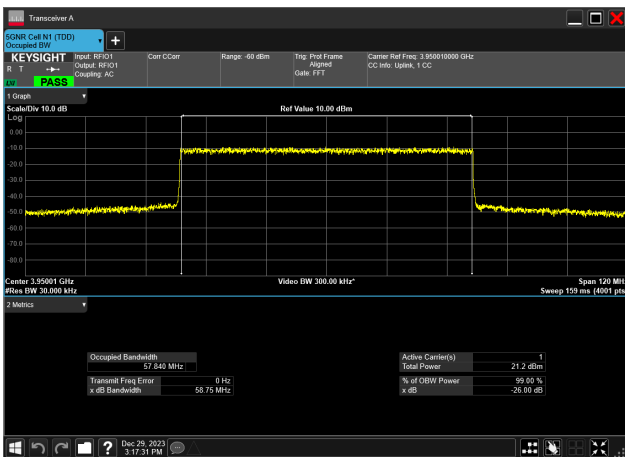 Transceiver A
5GNR Cell N1 (TDD)
Occupied BW
KEYSIGHT
R T
LV
PASS
Input: RFIO1
Output: RFIO1
Coupling: AC
Corr CCorr
Range: -60 dBm
Trig: Prot Frame
Aligned
Gate: FFT
Carrier Ref Freq: 3.950010000 GHz
CC Info: Uplink, 1 CC
1 Graph
Scale/Div 10.0 dB
Ref Value 10.00 dBm
Log
0.00
-10.0
-20.0
-30.0
-40.0
-50.0
-60.0
-70.0
-80.0
Center 3.95001 GHz
Video BW 300.00 kHz*
Span 120 MH
#Res BW 30.000 kHz
Sweep 159 ms (4001 pts
2 Metrics
Occupied Bandwidth
57.840 MHz
Transmit Freq Error 0 Hz
x dB Bandwidth 58.75 MHz
Active Carrier(s) 1
Total Power 21.2 dBm
% of OBW Power 99.00 %
x dB -26.00 dB
?
Dec 29, 2023
3:17:31 PM